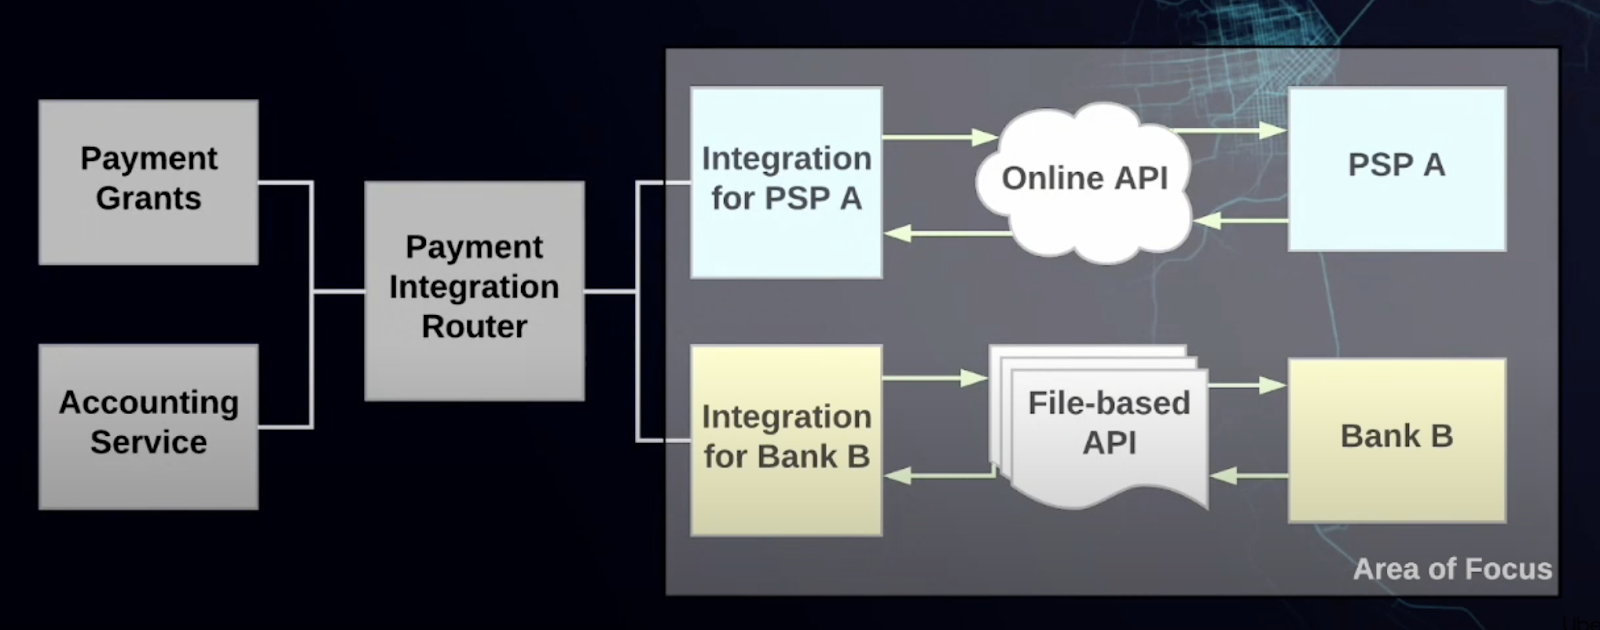 Payment
Grants
Accounting
Service
Payment
Integration
Router
Integration
for PSP A
Online API
PSP A
Integration
for Bank B
File-based
API
Bank B
Area of Focus